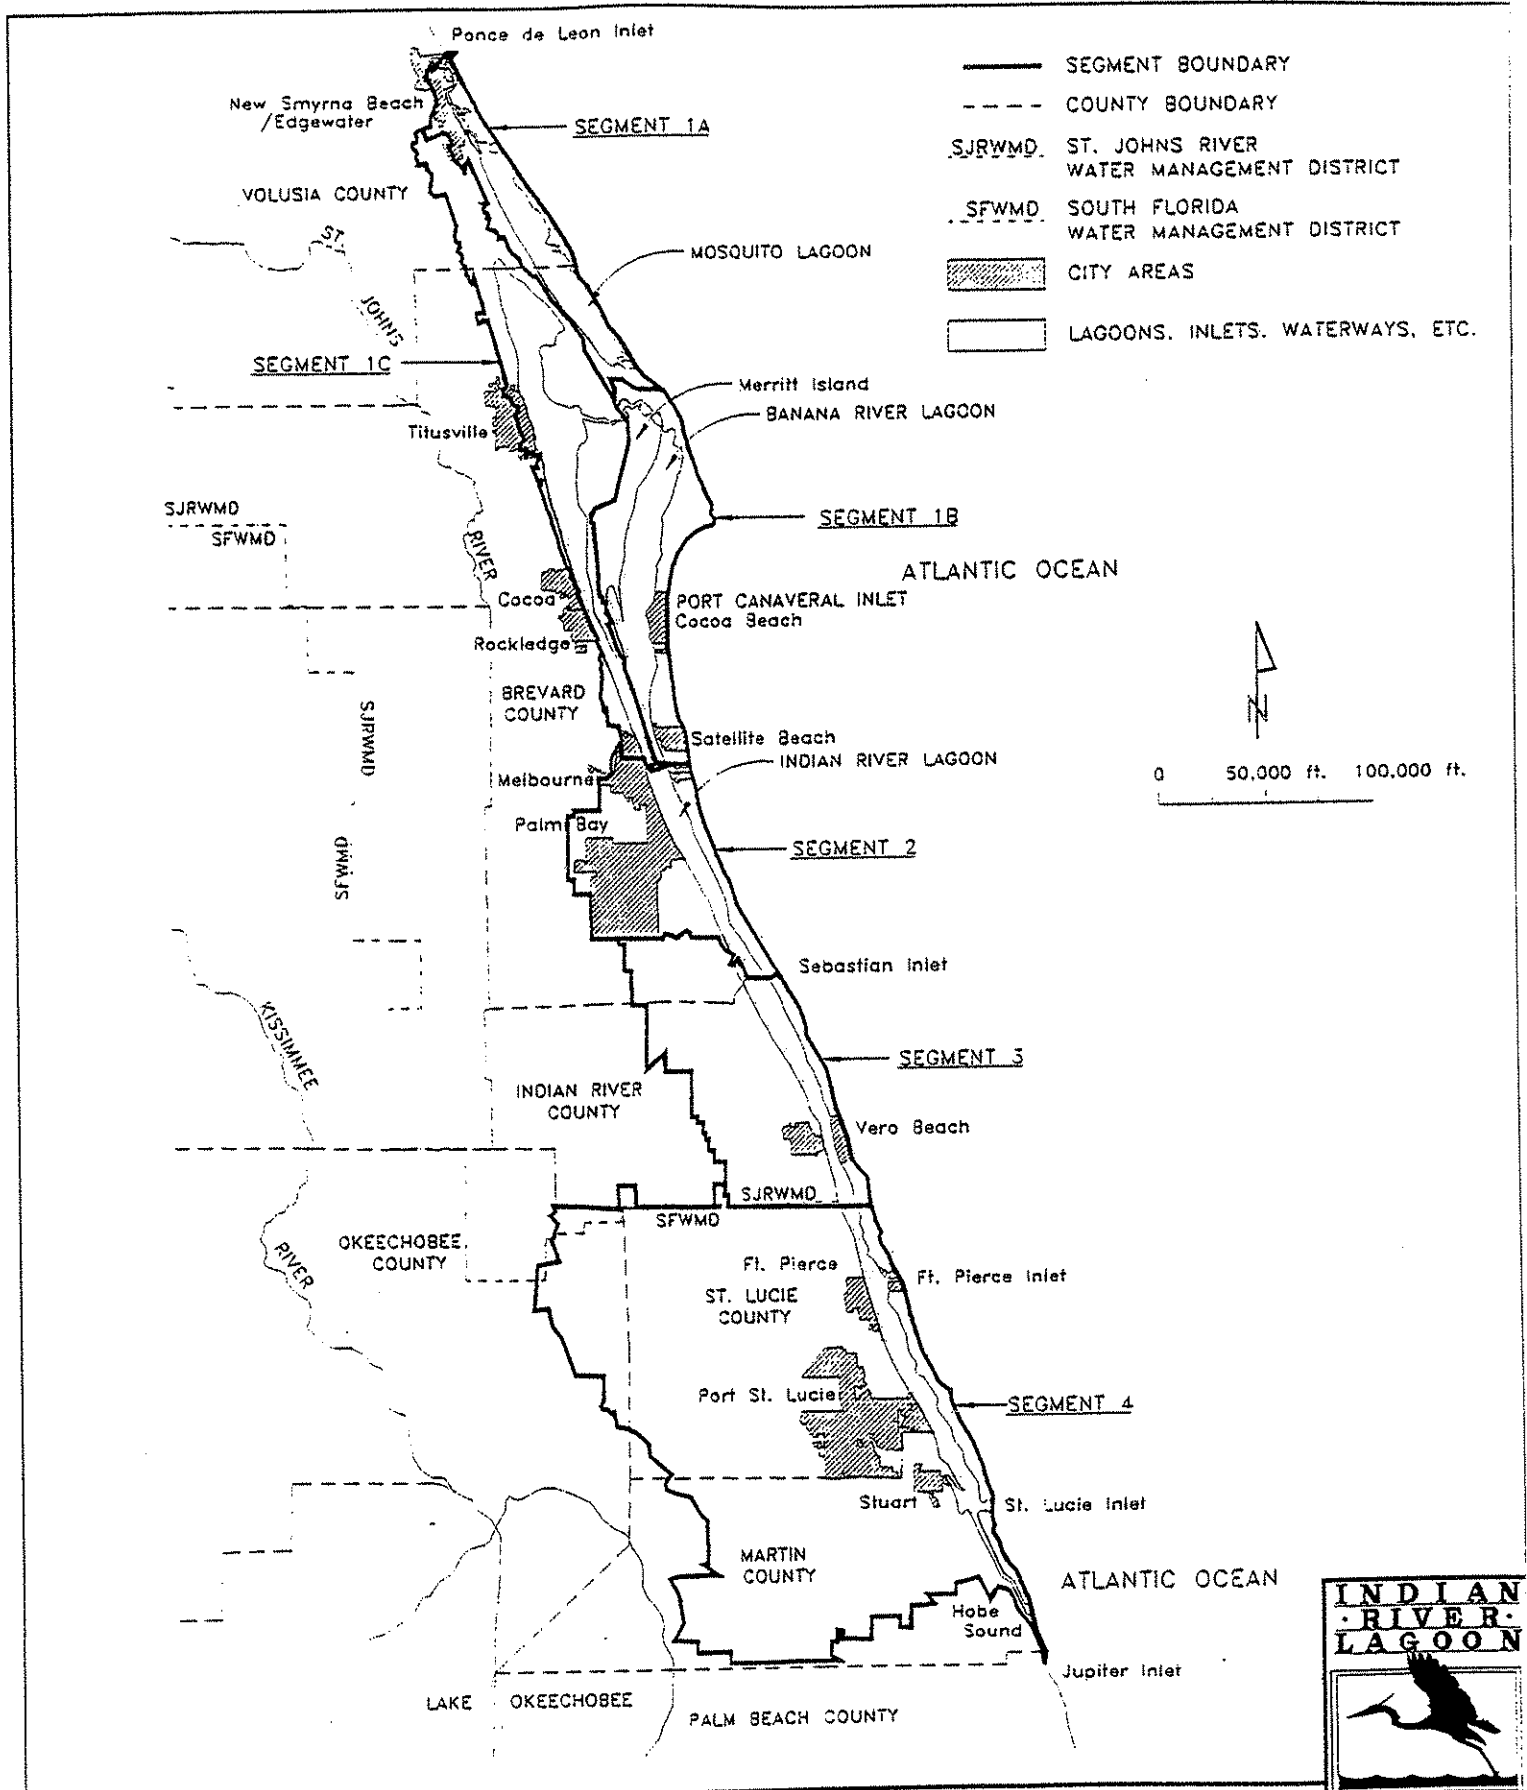 Ponce de Leon Inlet
SEGMENT BOUNDARY
COUNTY BOUNDARY
SJRWMD ST. JOHNS RIVER
WATER MANAGEMENT DISTRICT
SFWMD SOUTH FLORIDA
WATER MANAGEMENT DISTRICT
CITY AREAS
LAGOONS, INLETS, WATERWAYS, ETC.
New Smyrna Beach
/Edgewater
SEGMENT 1A
VOLUSIA COUNTY
ST.
JOHNS
RIVER
MOSQUITO LAGOON
SEGMENT 1C
Merritt Island
BANANA RIVER LAGOON
Titusville
SJRWMD
SFWMD
SEGMENT 1B
ATLANTIC OCEAN
Cocoa
PORT CANAVERAL INLET
Cocoa Beach
Rockledge
BREVARD
COUNTY
SJRWMD
SFWMD
N
Satellite Beach
INDIAN RIVER LAGOON
Melbourne
0 50,000 ft. 100,000 ft.
Palm Bay
SEGMENT 2
Sebastian Inlet
KISSIMMEE
RIVER
SEGMENT 3
INDIAN RIVER
COUNTY
Vero Beach
SJRWMD
SFWMD
OKEECHOBEE
COUNTY
Ft. Pierce
Ft. Pierce Inlet
ST. LUCIE
COUNTY
Port St. Lucie
SEGMENT 4
Stuart
St. Lucie Inlet
MARTIN
COUNTY
ATLANTIC OCEAN
Hobe
Sound
Jupiter Inlet
LAKE OKEECHOBEE
PALM BEACH COUNTY
INDIAN
·RIVER·
LAGOON